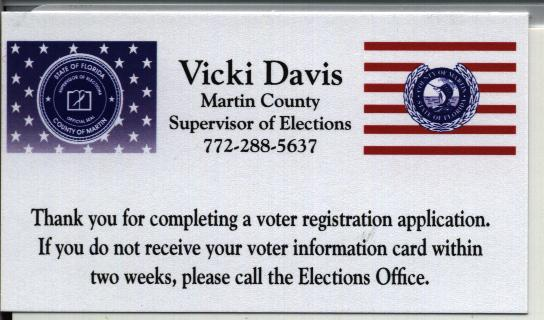 Vicki Davis
Martin County
Supervisor of Elections
772-288-5637
STATE OF FLORIDA
SUPERVISOR OF ELECTIONS
OFFICIAL SEAL
COUNTY OF MARTIN
COUNTY OF MARTIN
STATE OF FLORIDA
Thank you for completing a voter registration application.
If you do not receive your voter information card within
two weeks, please call the Elections Office.